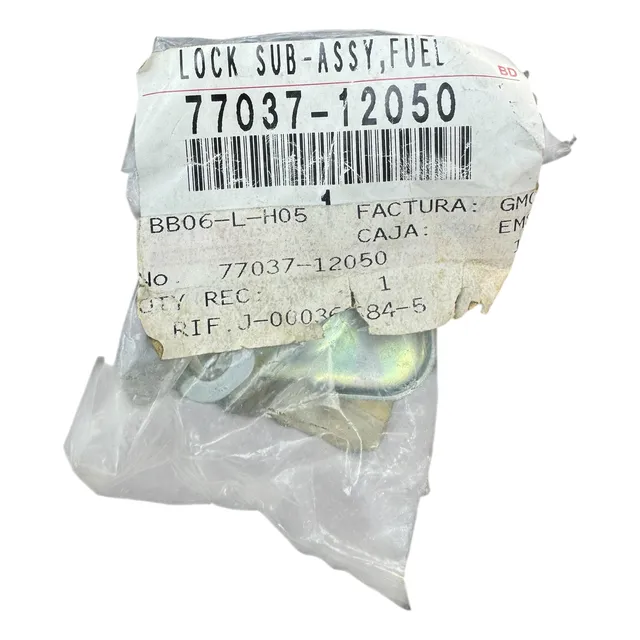 LOCK SUB-ASSY,FUEL
BD
77037-12050
1
BB06-L-H05 FACTURA: GMC
CAJA: EM
No. 77037-12050
QTY REC: 1
RIF.J-0003 84-5